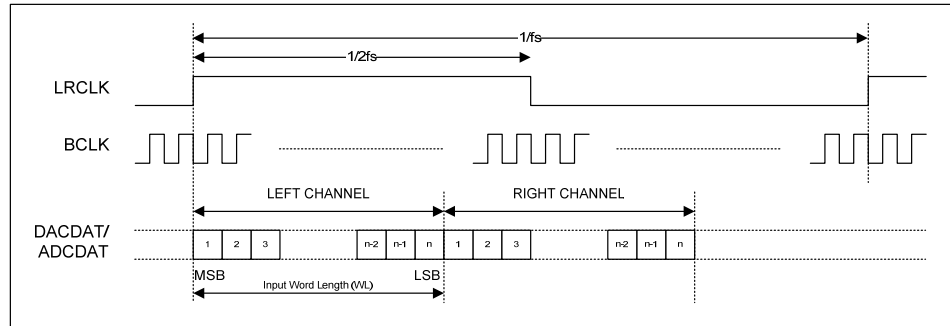 1/fs
1/2fs
LRCLK
BCLK
LEFT CHANNEL
RIGHT CHANNEL
DACDAT/
ADCDAT
1 2 3 n-2 n-1 n 1 2 3 n-2 n-1 n
MSB LSB
Input Word Length (WL)